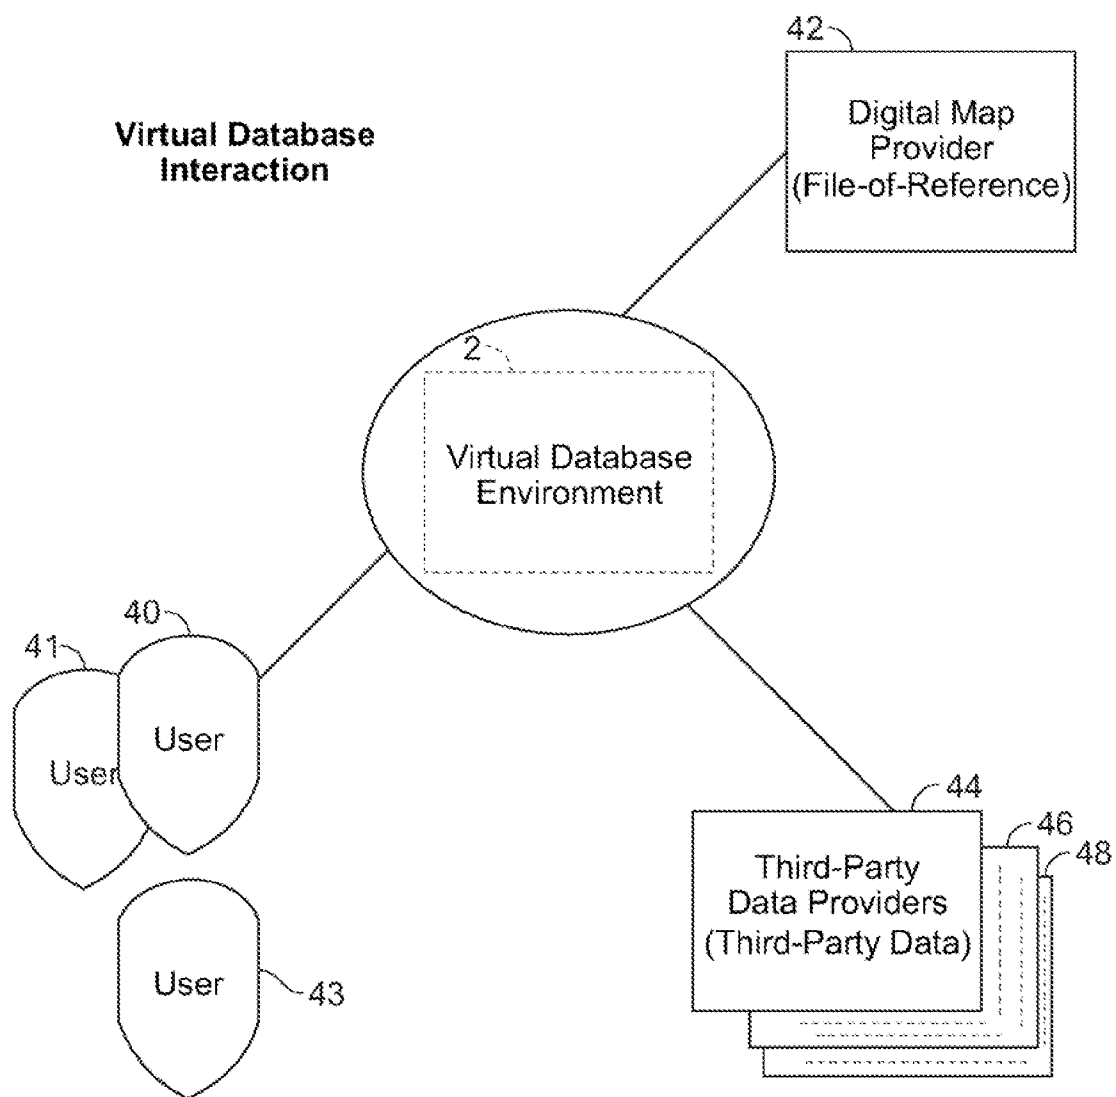 42
Digital Map
Provider
(File-of-Reference)
Virtual Database
Interaction
2
Virtual Database
Environment
40
41
User
User
44
46
48
Third-Party
Data Providers
(Third-Party Data)
User
43